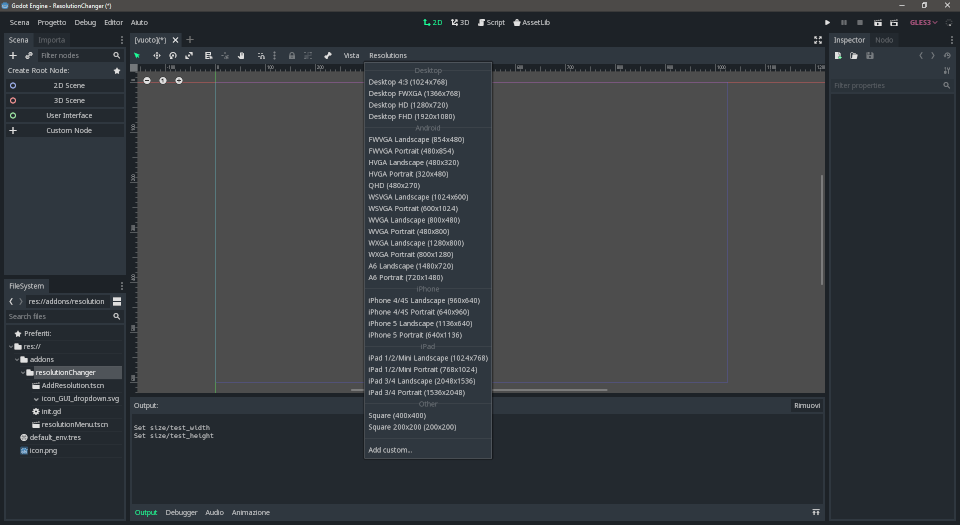 Godot Engine - ResolutionChanger (*)
Scena Progetto Debug Editor Aiuto
2D 3D Script AssetLib
GLES3
Scena Importa
Filter nodes
Create Root Node:
2D Scene
3D Scene
User Interface
Custom Node
FileSystem
res://addons/resolution
Search files
Preferiti:
res://
addons
resolutionChanger
AddResolution.tscn
icon_GUI_dropdown.svg
init.gd
resolutionMenu.tscn
default_env.tres
icon.png
[vuoto](*)
Vista Resolutions
Desktop
Desktop 4:3 (1024x768)
Desktop FWXGA (1366x768)
Desktop HD (1280x720)
Desktop FHD (1920x1080)
Android
FWVGA Landscape (854x480)
FWVGA Portrait (480x854)
HVGA Landscape (480x320)
HVGA Portrait (320x480)
QHD (480x270)
WSVGA Landscape (1024x600)
WSVGA Portrait (600x1024)
WVGA Landscape (800x480)
WVGA Portrait (480x800)
WXGA Landscape (1280x800)
WXGA Portrait (800x1280)
A6 Landscape (1480x720)
A6 Portrait (720x1480)
iPhone
iPhone 4/4S Landscape (960x640)
iPhone 4/4S Portrait (640x960)
iPhone 5 Landscape (1136x640)
iPhone 5 Portrait (640x1136)
iPad
iPad 1/2/Mini Landscape (1024x768)
iPad 1/2/Mini Portrait (768x1024)
iPad 3/4 Landscape (2048x1536)
iPad 3/4 Portrait (1536x2048)
Other
Square (400x400)
Square 200x200 (200x200)
Add custom...
Output:
Rimuovi
Set size/test_width
Set size/test_height
Output Debugger Audio Animazione
Inspector Nodo
Filter properties